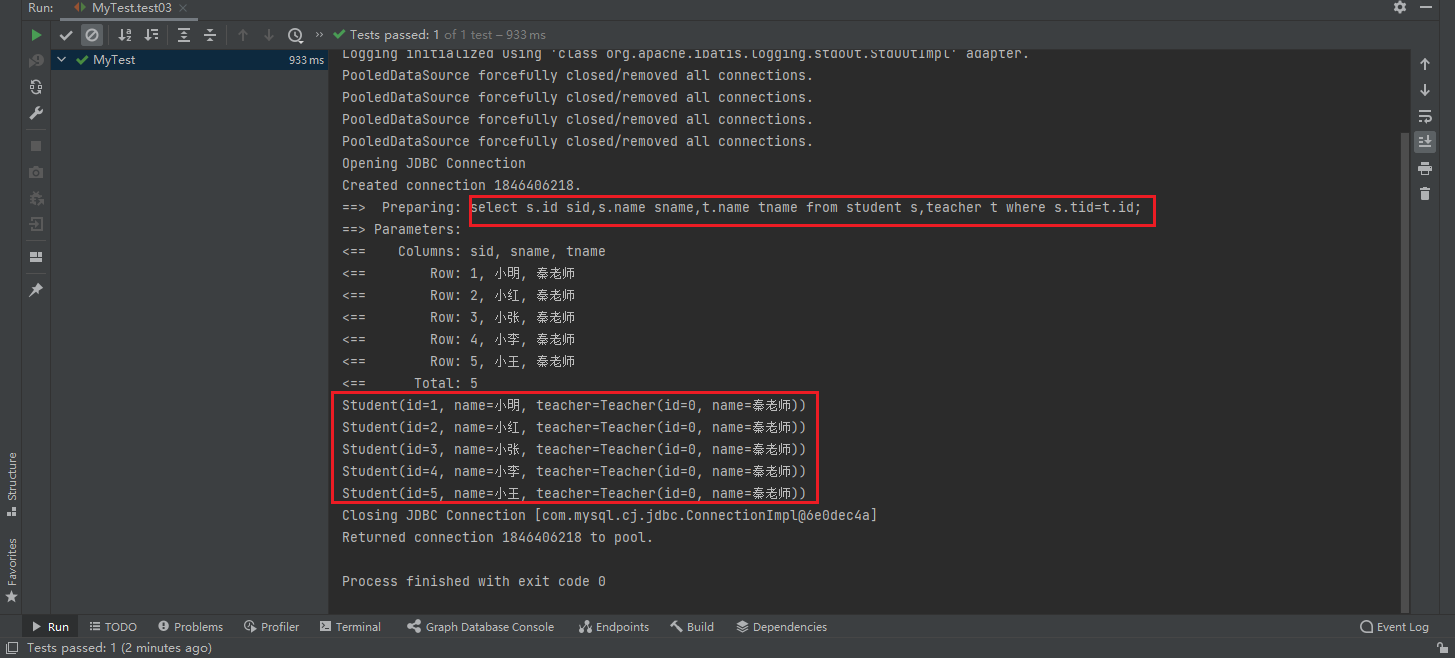 Run: MyTest.test03
Tests passed: 1 of 1 test – 933 ms
MyTest 933 ms
Logging initialized using 'class org.apache.ibatis.logging.stdout.StdOutImpl' adapter.
PooledDataSource forcefully closed/removed all connections.
PooledDataSource forcefully closed/removed all connections.
PooledDataSource forcefully closed/removed all connections.
PooledDataSource forcefully closed/removed all connections.
Opening JDBC Connection
Created connection 1846406218.
==>  Preparing: select s.id sid,s.name sname,t.name tname from student s,teacher t where s.tid=t.id;
==> Parameters:
<==    Columns: sid, sname, tname
<==        Row: 1, 小明, 秦老师
<==        Row: 2, 小红, 秦老师
<==        Row: 3, 小张, 秦老师
<==        Row: 4, 小李, 秦老师
<==        Row: 5, 小王, 秦老师
<==      Total: 5
Student(id=1, name=小明, teacher=Teacher(id=0, name=秦老师))
Student(id=2, name=小红, teacher=Teacher(id=0, name=秦老师))
Student(id=3, name=小张, teacher=Teacher(id=0, name=秦老师))
Student(id=4, name=小李, teacher=Teacher(id=0, name=秦老师))
Student(id=5, name=小王, teacher=Teacher(id=0, name=秦老师))
Closing JDBC Connection [com.mysql.cj.jdbc.ConnectionImpl@6e0dec4a]
Returned connection 1846406218 to pool.
Process finished with exit code 0
Structure
Favorites
Run TODO Problems Profiler Terminal Graph Database Console Endpoints Build Dependencies Event Log
Tests passed: 1 (2 minutes ago)